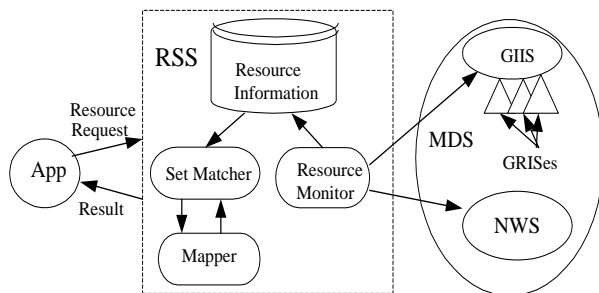 RSS
Resource
Information
GIIS
Resource
Request
MDS
GRISes
App
Set Matcher
Resource
Monitor
Result
NWS
Mapper